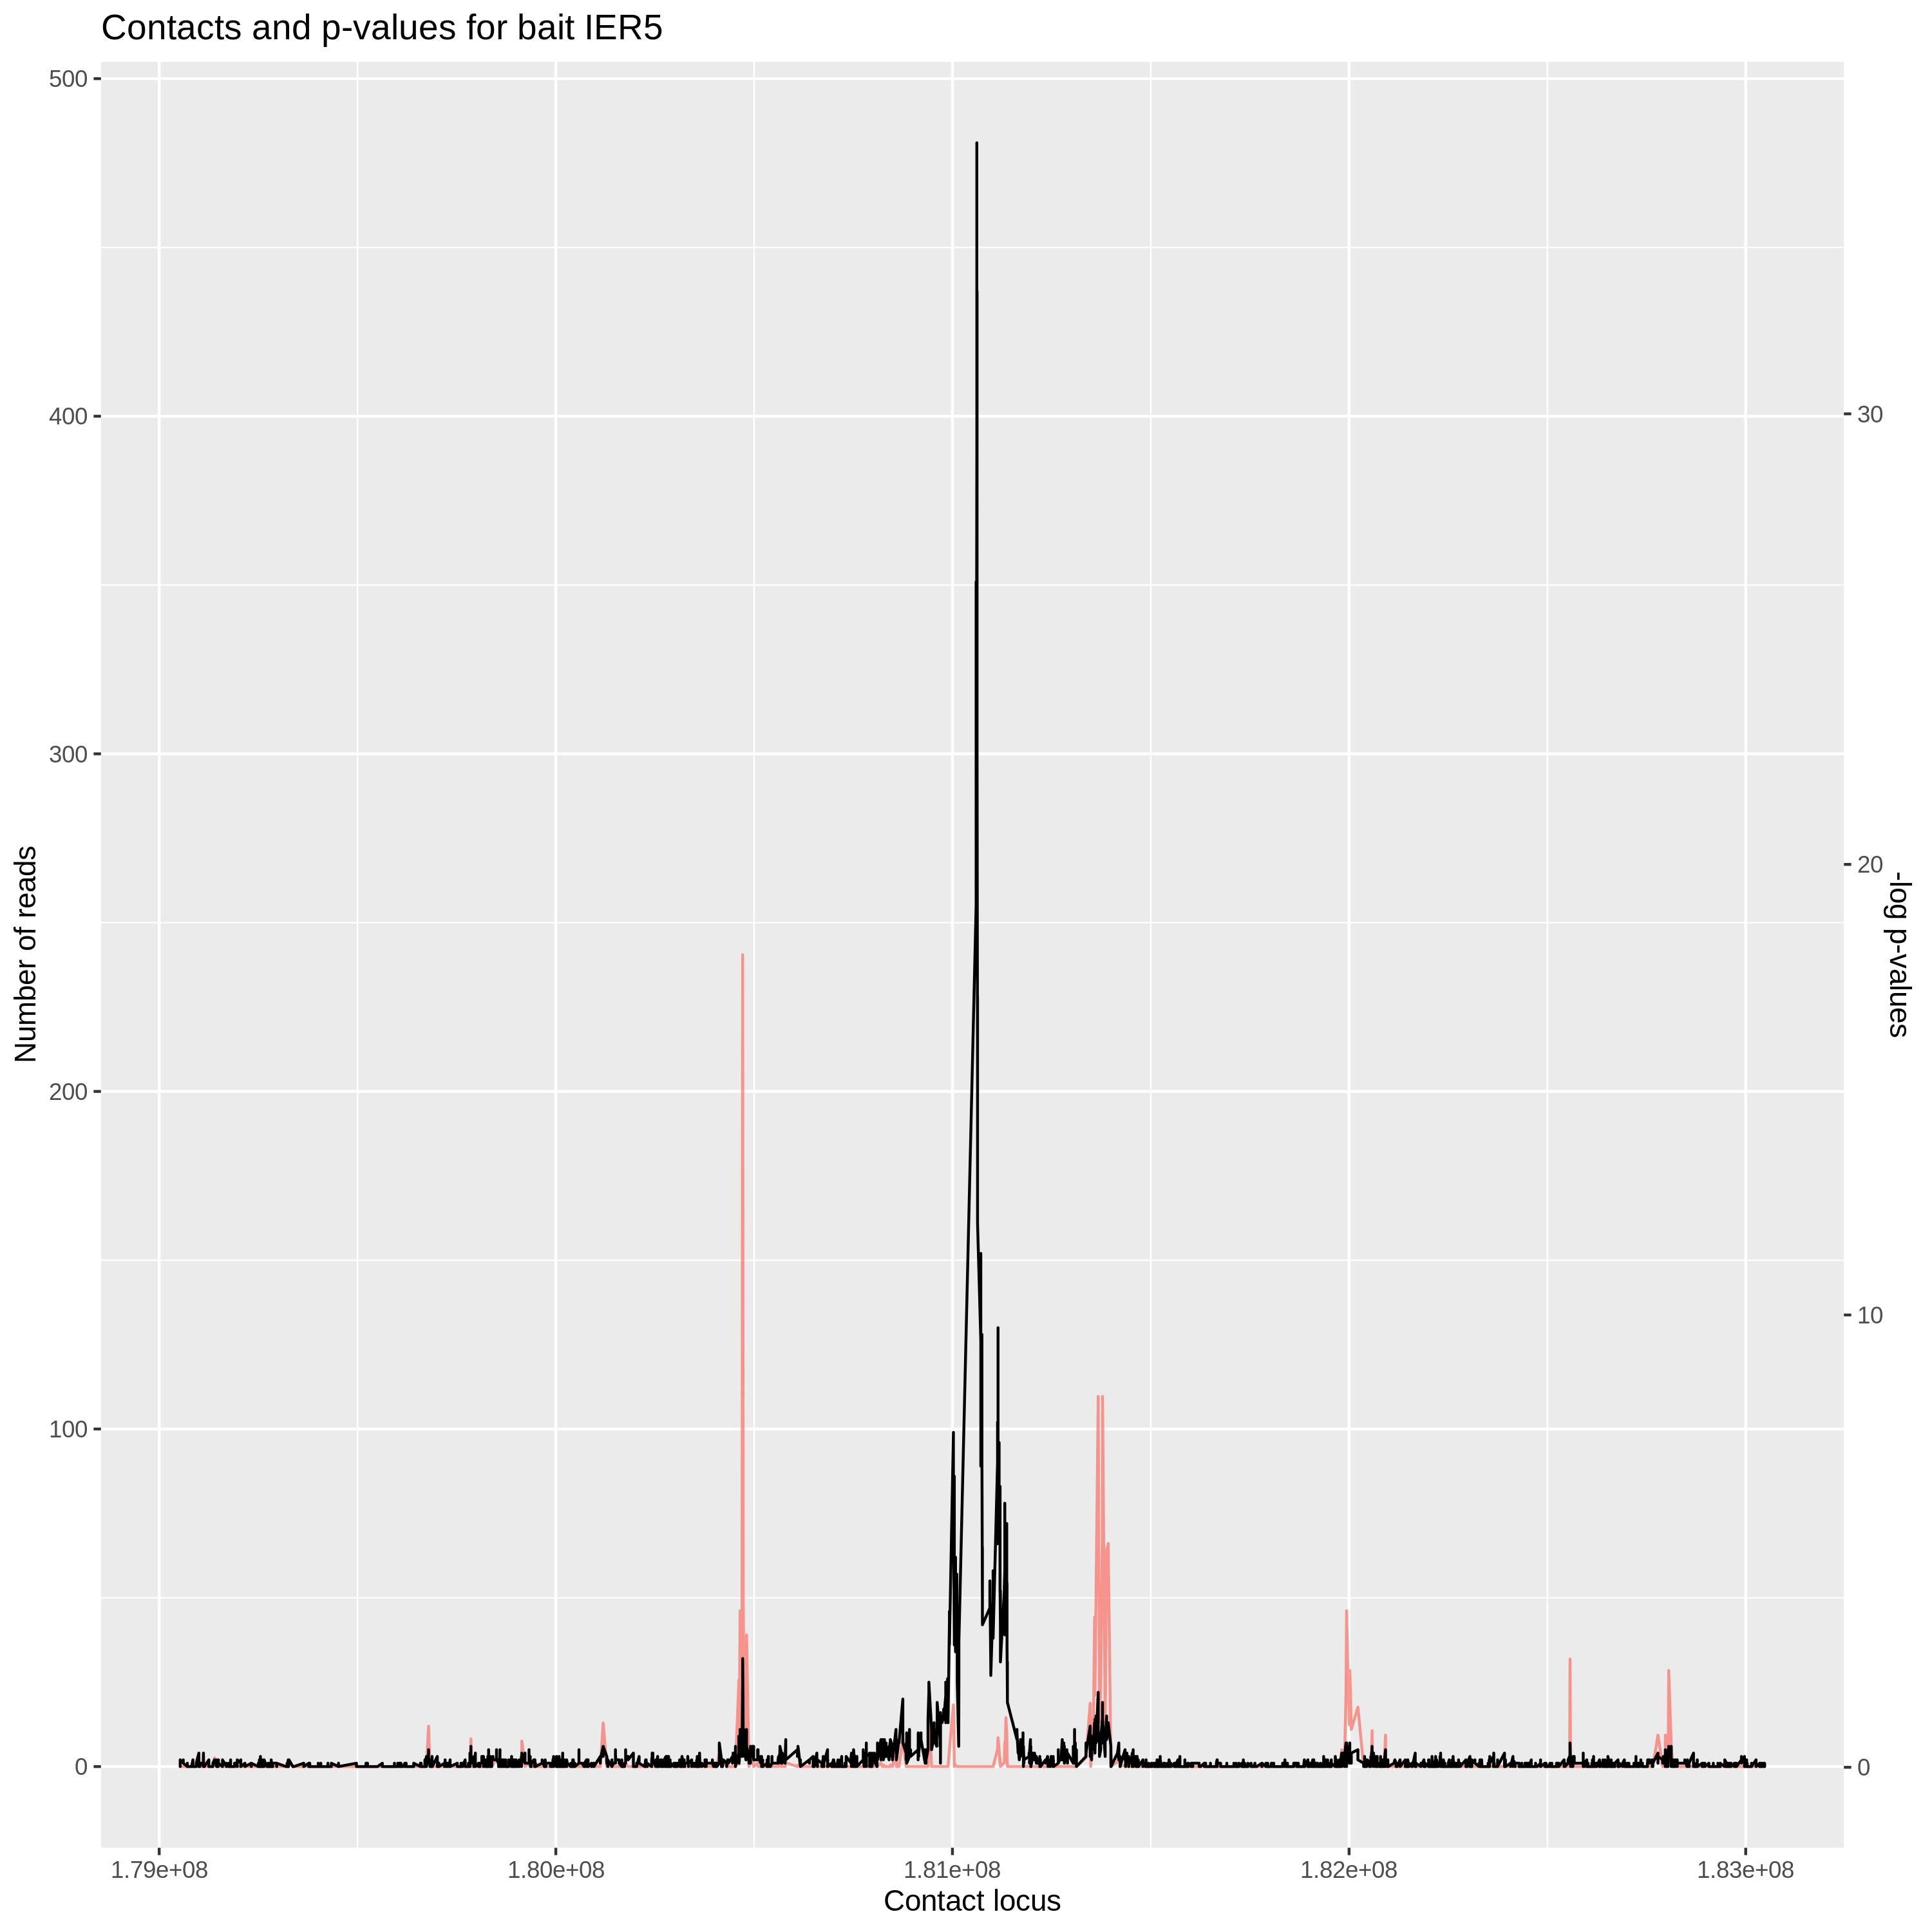 Contacts and p-values for bait IER5
500
400
300
200
100
0
Number of reads
30
20
10
0
-log p-values
1.79e+08
1.80e+08
1.81e+08
1.82e+08
1.83e+08
Contact locus